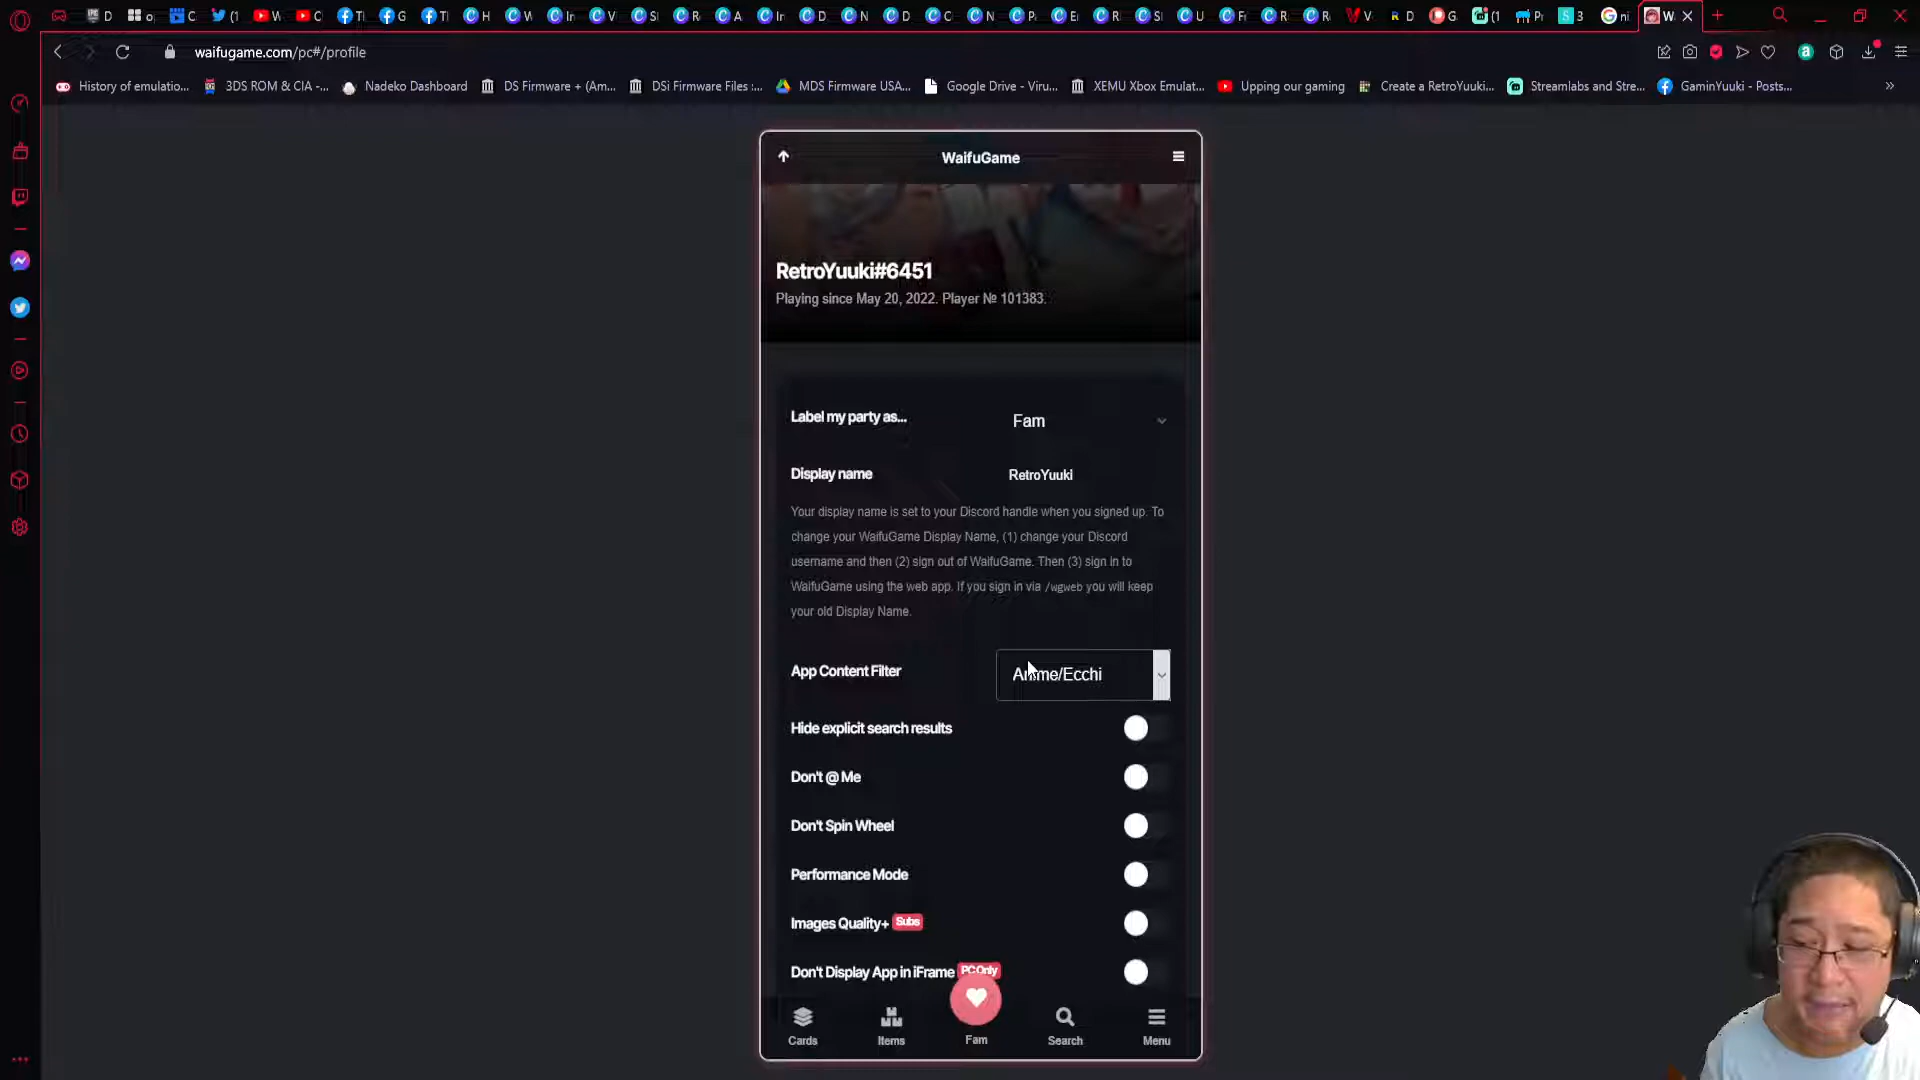 waifugame.com/pc#/profile
History of emulatio...
3DS ROM & CIA -...
Nadeko Dashboard
DS Firmware + (Am...
DSi Firmware Files :...
MDS Firmware USA...
Google Drive - Viru...
XEMU Xbox Emulat...
Upping our gaming
Create a RetroYuuki...
Streamlabs and Stre...
GaminYuuki - Posts...
WaifuGame
RetroYuuki#6451
Playing since May 20, 2022. Player № 101383.
Label my party as...
Fam
Display name
RetroYuuki
Your display name is set to your Discord handle when you signed up. To
change your WaifuGame Display Name, (1) change your Discord
username and then (2) sign out of WaifuGame. Then (3) sign in to
WaifuGame using the web app. If you sign in via /wgweb you will keep
your old Display Name.
App Content Filter
Anime/Ecchi
Hide explicit search results
Don't @ Me
Don't Spin Wheel
Performance Mode
Images Quality+ Subs
Don't Display App in iFrame PC Only
Cards
Items
Fam
Search
Menu